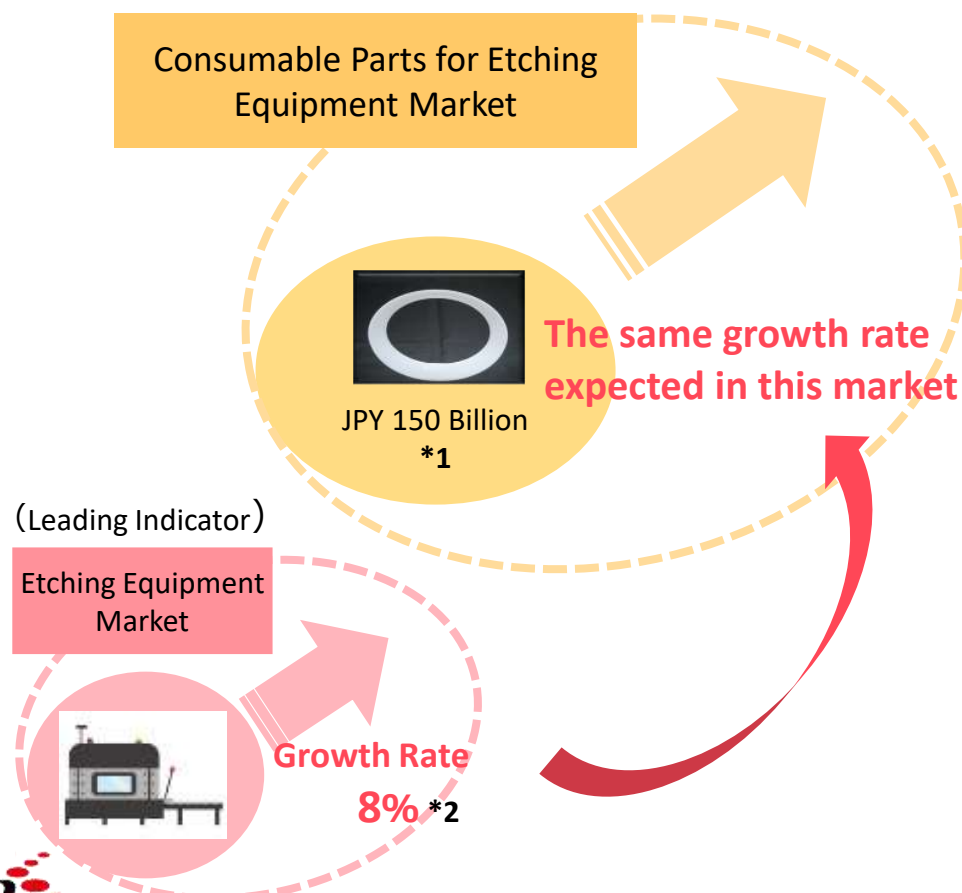 Consumable Parts for Etching
Equipment Market
The same growth rate
expected in this market
JPY 150 Billion
*1
(Leading Indicator)
Etching Equipment
Market
Growth Rate
8% *2